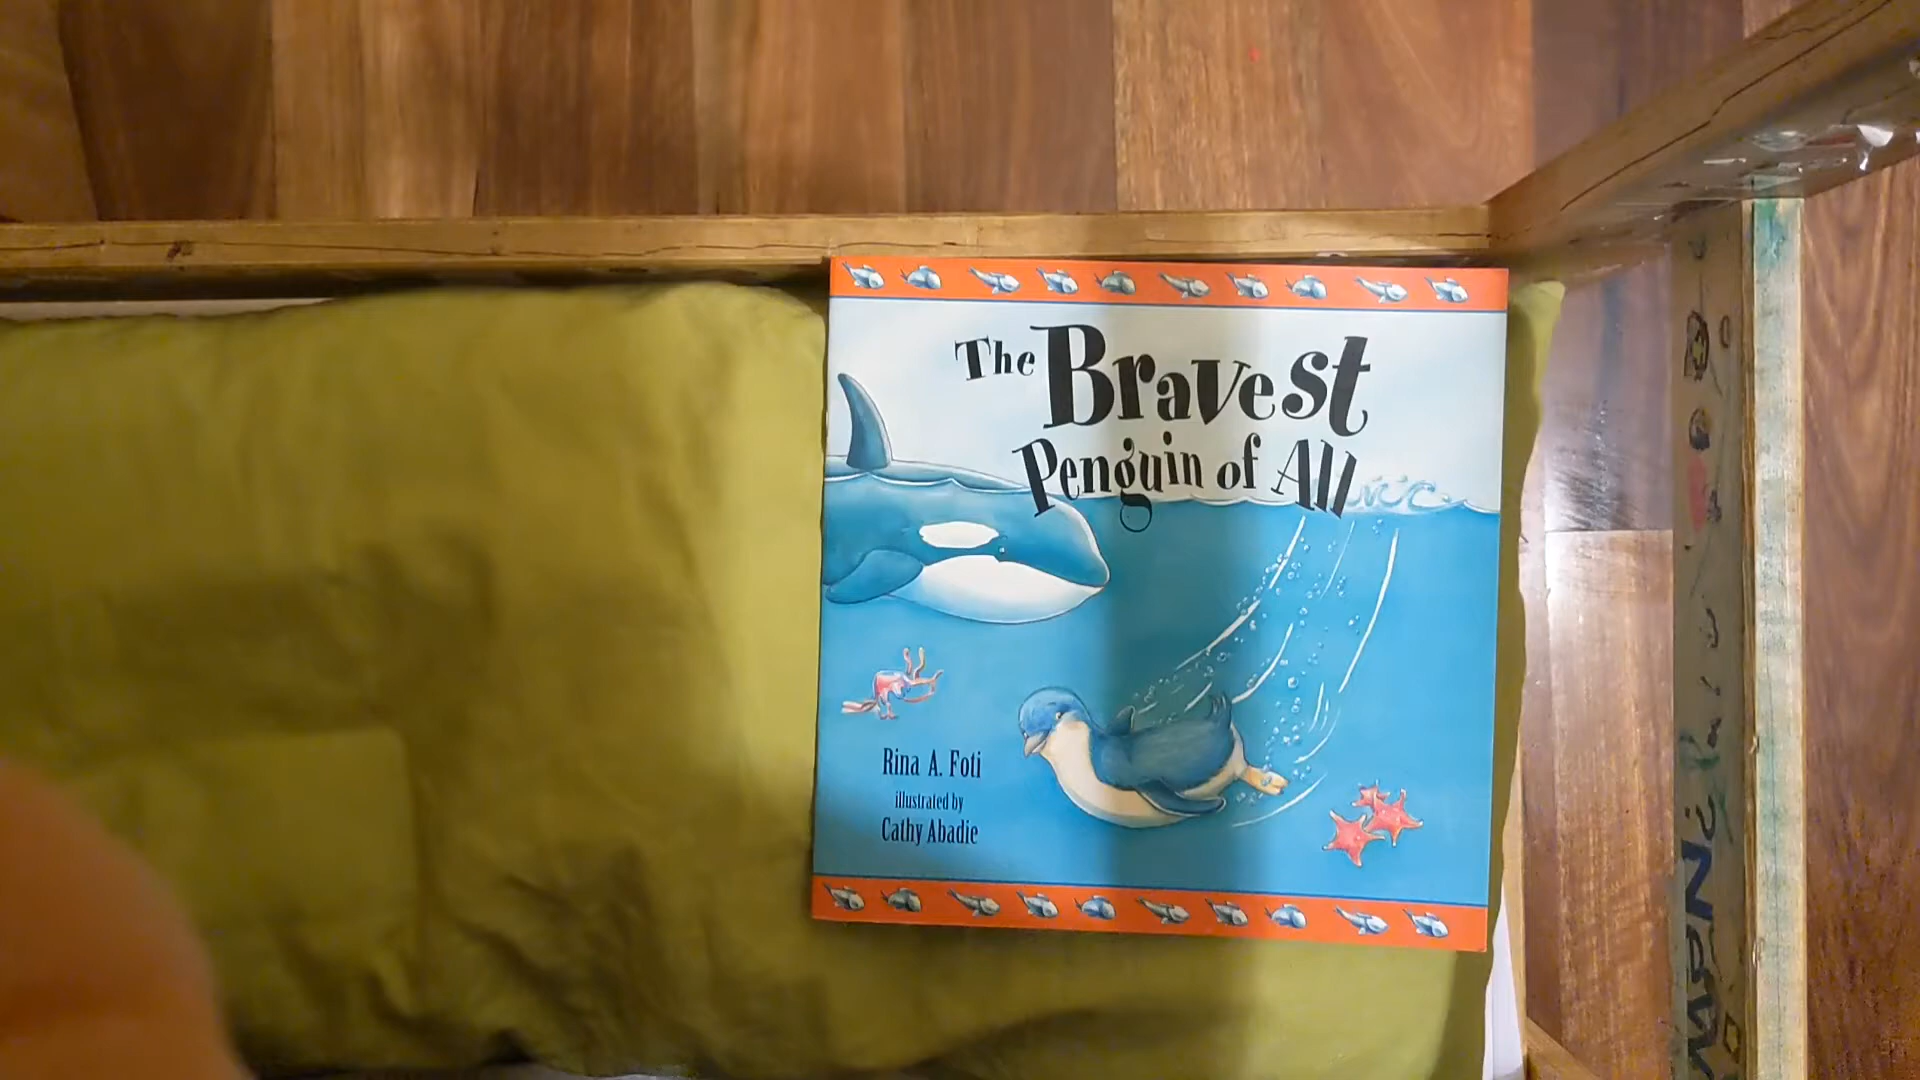 The Bravest
Penguin of All
Rina A. Foti
illustrated by
Cathy Abadie